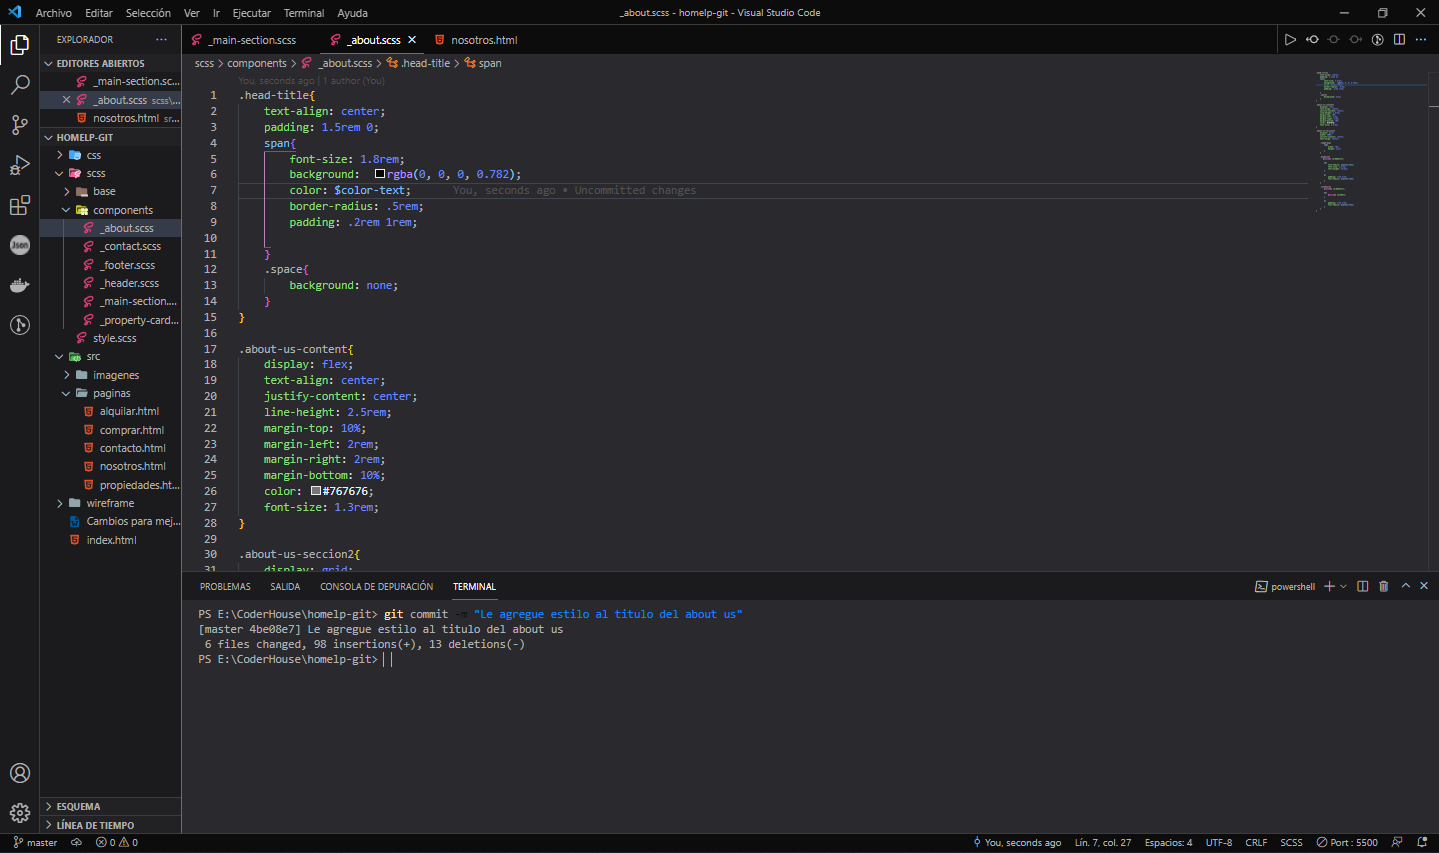 Archivo Editar Selección Ver Ir Ejecutar Terminal Ayuda
_about.scss - homelp-git - Visual Studio Code
EXPLORADOR
EDITORES ABIERTOS
_main-section.sc...
_about.scss scss\...
nosotros.html sr...
HOMELP-GIT
css
scss
base
components
_about.scss
_contact.scss
_footer.scss
_header.scss
_main-section....
_property-card...
style.scss
src
imagenes
paginas
alquilar.html
comprar.html
contacto.html
nosotros.html
propiedades.ht...
wireframe
Cambios para mej...
index.html
ESQUEMA
LÍNEA DE TIEMPO
Json
_main-section.scss _about.scss nosotros.html
scss > components > _about.scss > .head-title > span
You, seconds ago | 1 author (You)
1 .head-title{
2 text-align: center;
3 padding: 1.5rem 0;
4 span{
5 font-size: 1.8rem;
6 background: rgba(0, 0, 0, 0.782);
7 color: $color-text; You, seconds ago • Uncommitted changes
8 border-radius: .5rem;
9 padding: .2rem 1rem;
10
11 }
12 .space{
13 background: none;
14 }
15 }
16
17 .about-us-content{
18 display: flex;
19 text-align: center;
20 justify-content: center;
21 line-height: 2.5rem;
22 margin-top: 10%;
23 margin-left: 2rem;
24 margin-right: 2rem;
25 margin-bottom: 10%;
26 color: #767676;
27 font-size: 1.3rem;
28 }
29
30 .about-us-seccion2{
31 display: grid;
PROBLEMAS SALIDA CONSOLA DE DEPURACIÓN TERMINAL
powershell
PS E:\CoderHouse\homelp-git> git commit -m "Le agregue estilo al titulo del about us"
[master 4be08e7] Le agregue estilo al titulo del about us
6 files changed, 98 insertions(+), 13 deletions(-)
PS E:\CoderHouse\homelp-git>
master 0 0 You, seconds ago Lín. 7, col. 27 Espacios: 4 UTF-8 CRLF SCSS Port : 5500